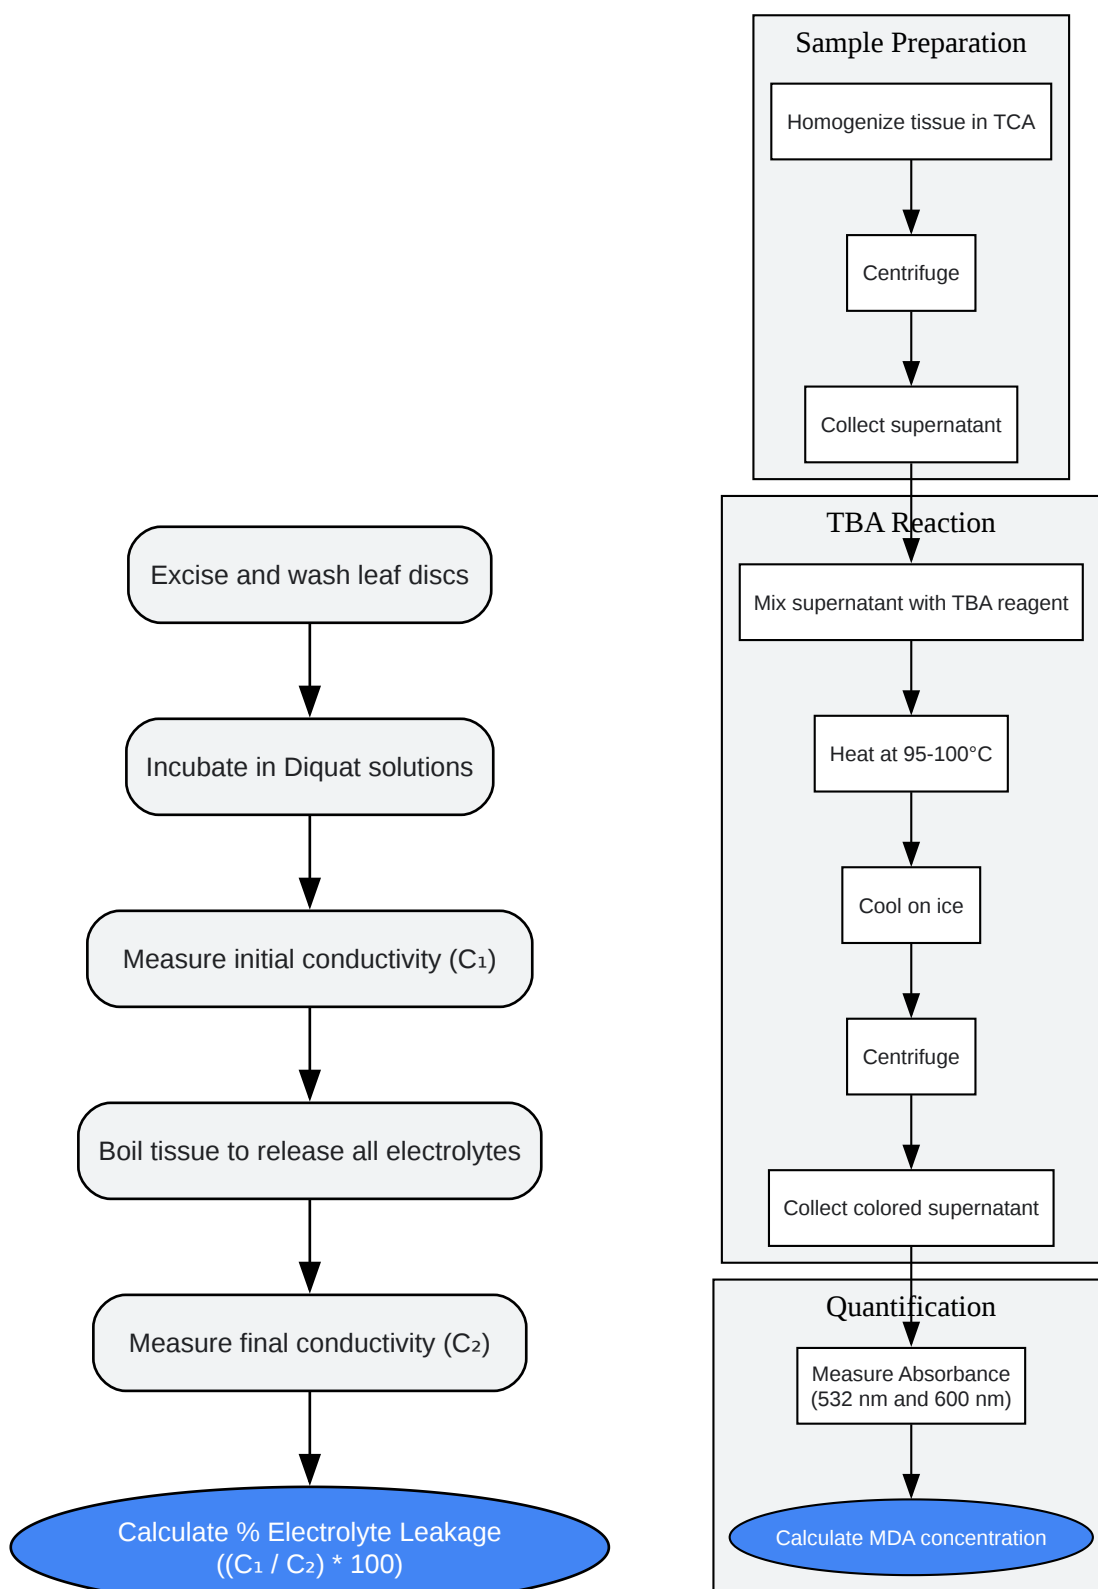 Excise and wash leaf discs
Incubate in Diquat solutions
Measure initial conductivity (C₁)
Boil tissue to release all electrolytes
Measure final conductivity (C₂)
Calculate % Electrolyte Leakage
((C₁ / C₂) * 100)
Sample Preparation
Homogenize tissue in TCA
Centrifuge
Collect supernatant
TBA Reaction
Mix supernatant with TBA reagent
Heat at 95-100°C
Cool on ice
Centrifuge
Collect colored supernatant
Quantification
Measure Absorbance
(532 nm and 600 nm)
Calculate MDA concentration